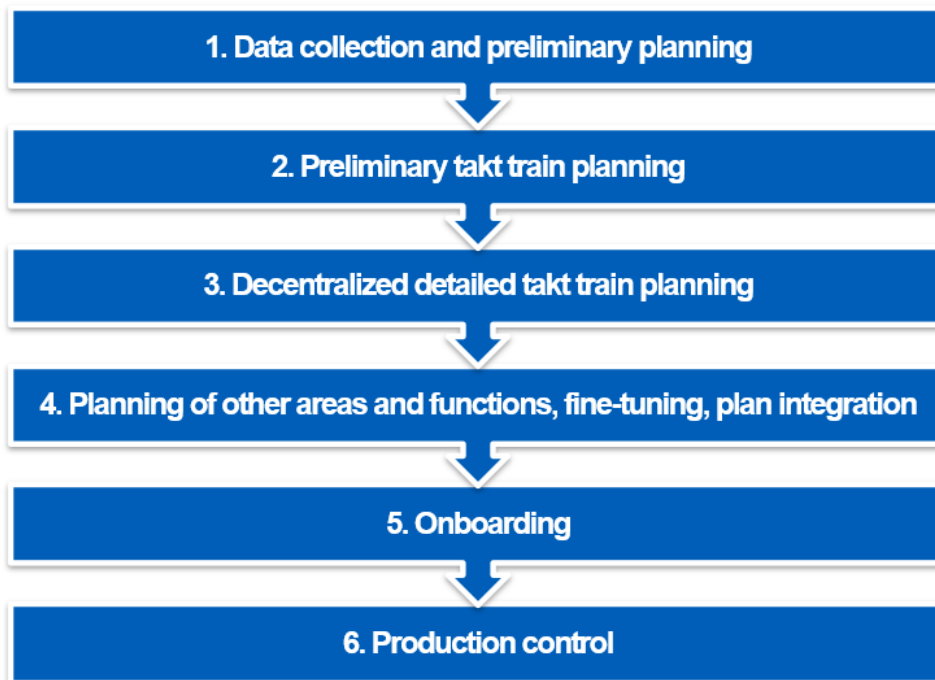 1. Data collection and preliminary planning
2. Preliminary takt train planning
3. Decentralized detailed takt train planning
4. Planning of other areas and functions, fine-tuning, plan integration
5. Onboarding
6. Production control